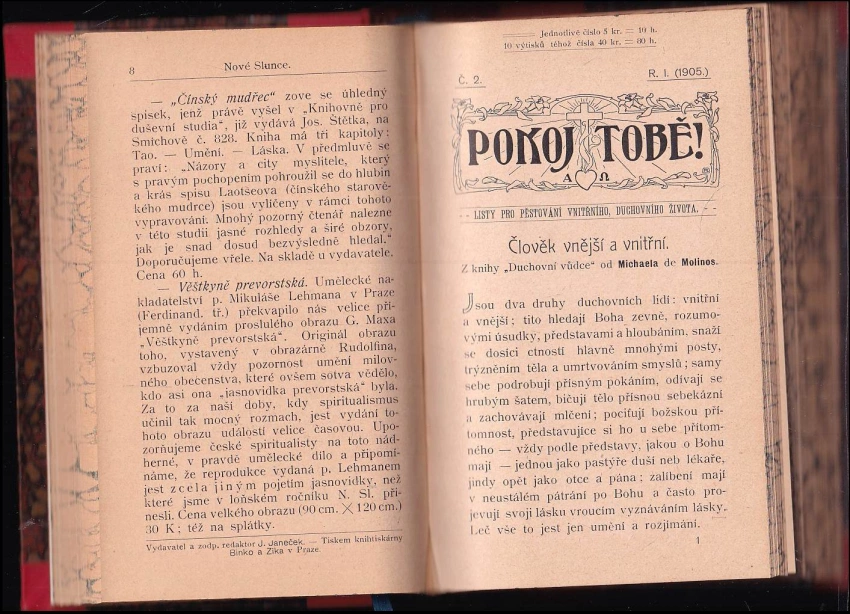 8
Nové Slunce.
— „Čínský mudřec“ zove se úhledný
spisek, jenž právě vyšel v „Knihovně pro
duševní studia“, již vydává Jos. Štětka, na
Smíchově č. 828. Kniha má tři kapitoly:
Tao. — Umění. — Láska. V předmluvě se
praví: „Názory a city myslitele, který
s pravým pochopením pohroužil se do hlubin
a krás spisu Laotšeova (čínského starově-
kého mudrce) jsou vylíčeny v rámci tohoto
vypravování. Mnohý pozorný čtenář nalezne
v této studii jasné rozhledy a širé obzory,
jak je snad dosud bezvýsledně hledal.“
Doporučujeme vřele. Na skladě u vydavatele.
Cena 60 h.
— Věštkyně prevorstská. Umělecké na-
kladatelství p. Mikuláše Lehmana v Praze
(Ferdinand. tř.) překvapilo nás velice pří-
jemně vydáním proslulého obrazu G. Maxa
„Věštkyně prevorstská“. Originál obrazu
toho, vystavený v obrazárně Rudolfina,
vzbuzoval vždy pozornost umění milov-
ného obecenstva, které ovšem sotva vědělo,
kdo asi ona „jasnovidka prevorstská“ byla.
Za to za naší doby, kdy spiritualismus
učinil tak mocný rozmach, jest vydání to-
hoto obrazu událostí velice časovou. Upo-
zorňujeme české spiritualisty na toto nád-
herné, v pravdě umělecké dílo a připomí-
náme, že reprodukce vydaná p. Lehmanem
jest zcela jiným pojetím jasnovidky, než
které jsme v loňském ročníku N. Sl. při-
nesli. Cena velkého obrazu (90 cm. × 120 cm.)
30 K; též na splátky.
Vydavatel a zodp. redaktor J. Janeček. — Tiskem knihtiskárny
Binko a Zika v Praze.
Jednotlivé číslo 5 kr. = 10 h.
10 výtisků téhož čísla 40 kr. = 80 h.
Č. 2.
R. I. (1905.)
POKOJ TOBĚ!
A Ω
LISTY PRO PĚSTOVÁNÍ VNITŘNÍHO, DUCHOVNÍHO ŽIVOTA.
Člověk vnější a vnitřní.
Z knihy „Duchovní vůdce“ od Michaela de Molinos.
Jsou dva druhy duchovních lidí: vnitřní
a vnější; tito hledají Boha zevně, rozumo-
vými úsudky, představami a hloubáním, snaží
se dosíci ctností hlavně mnohými posty,
trýzněním těla a umrtvováním smyslů; samy
sebe podrobují přísným pokáním, odívají se
hrubým šatem, bičují tělo přísnou sebekázní
a zachovávají mlčení; pociťují božskou pří-
tomnost, představujíce si ho u sebe přítom-
ného — vždy podle představy, jakou o Bohu
mají — jednou jako pastýře duší neb lékaře,
jindy opět jako otce a pána; zalíbení mají
v neustálém pátrání po Bohu a často pro-
jevují svoji lásku vroucím vyznáváním lásky.
Leč vše to jest jen umění a rozjímání.
1